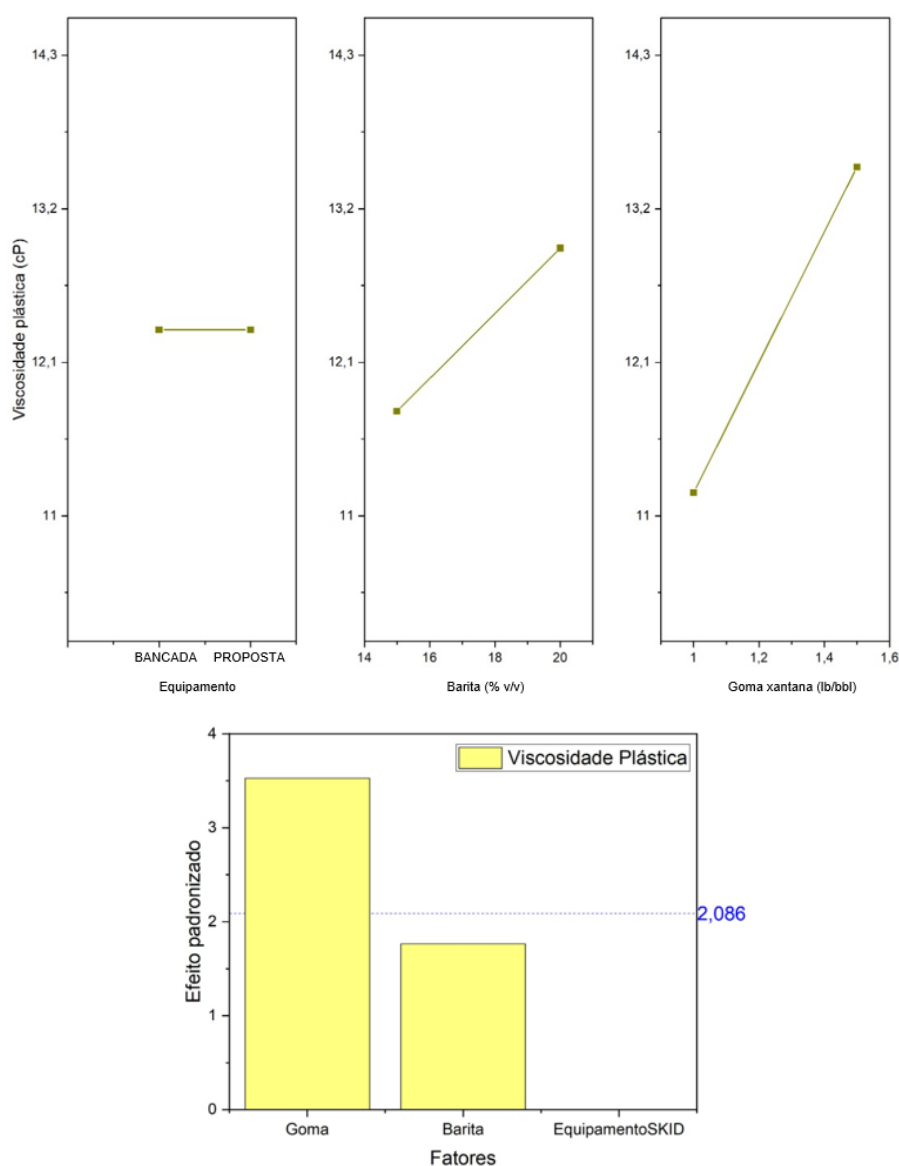 Viscosidade plástica (cP)
14,3
13,2
12,1
11
BANCADA PROPOSTA
Equipamento
14,3
13,2
12,1
11
14 16 18 20
Barita (% v/v)
14,3
13,2
12,1
11
1 1,2 1,4 1,6
Goma xantana (lb/bbl)
Efeito padronizado
4
3
2
1
0
Viscosidade Plástica
2,086
Goma Barita EquipamentoSKID
Fatores